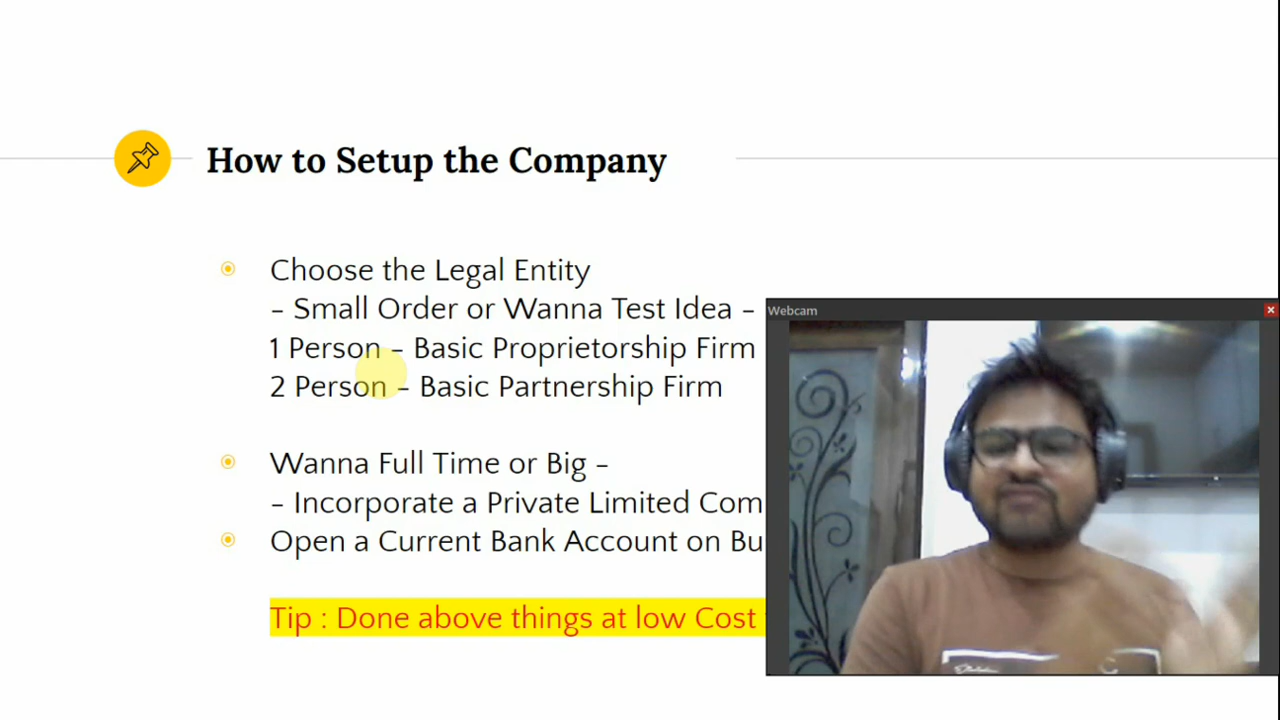 How to Setup the Company
Choose the Legal Entity
- Small Order or Wanna Test Idea -
1 Person - Basic Proprietorship Firm
2 Person - Basic Partnership Firm
Wanna Full Time or Big -
- Incorporate a Private Limited Com
Open a Current Bank Account on Bu
Tip : Done above things at low Cost
Webcam